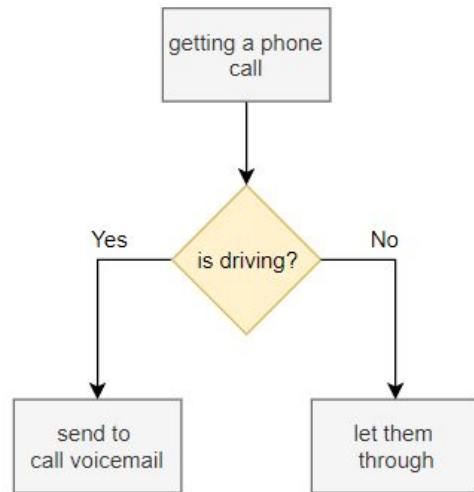 getting a phone
call
Yes
No
is driving?
send to
call voicemail
let them
through